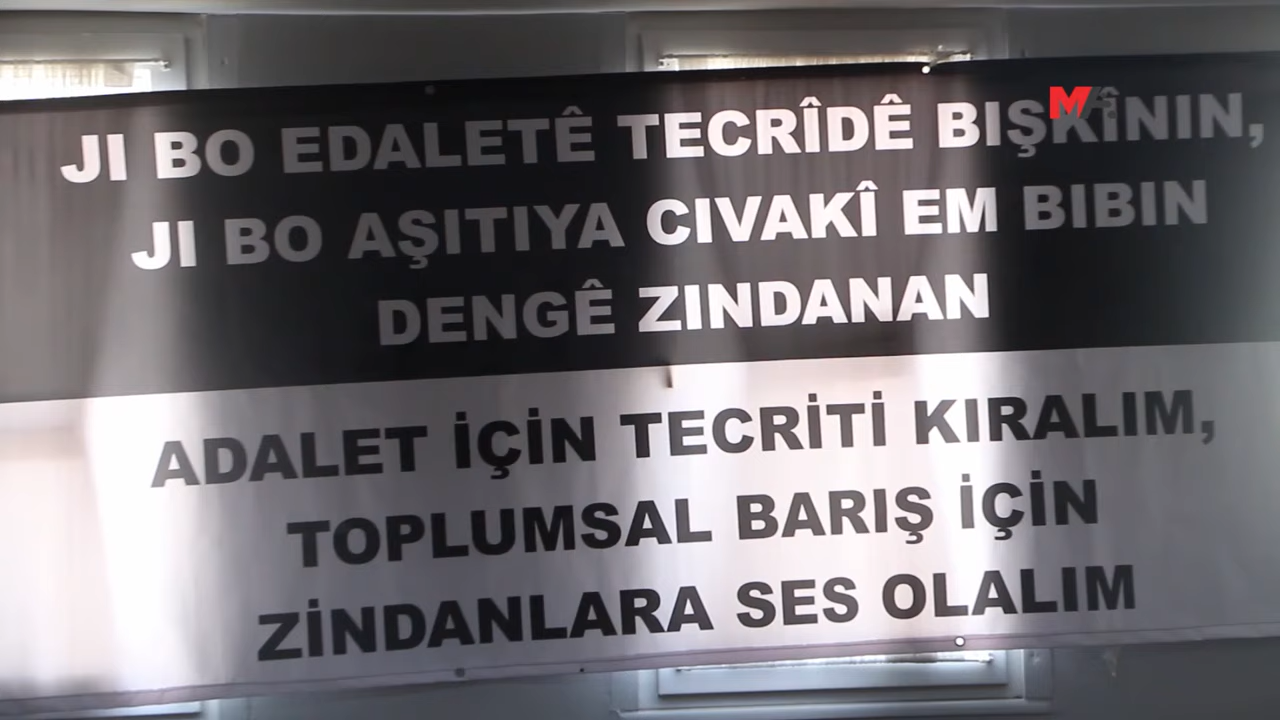 JI BO EDALETÊ TECRÎDÊ BIŞKÎNIN,
JI BO AŞITIYA CIVAKÎ EM BIBIN
DENGÊ ZINDANAN
ADALET İÇİN TECRİTİ KIRALIM,
TOPLUMSAL BARIŞ İÇİN
ZİNDANLARA SES OLALIM